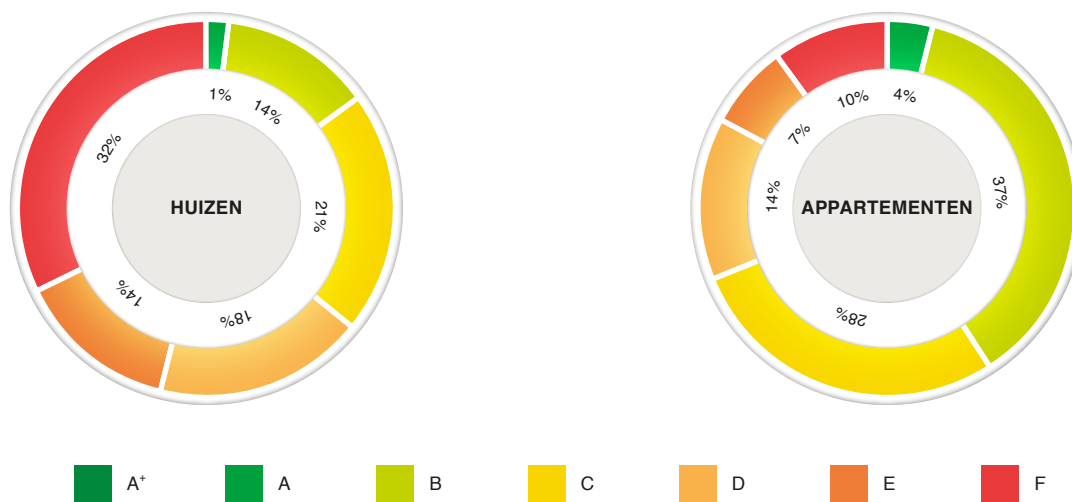 1%
14%
21%
18%
14%
32%
HUIZEN
4%
37%
28%
14%
7%
10%
APPARTEMENTEN
A+
A
B
C
D
E
F